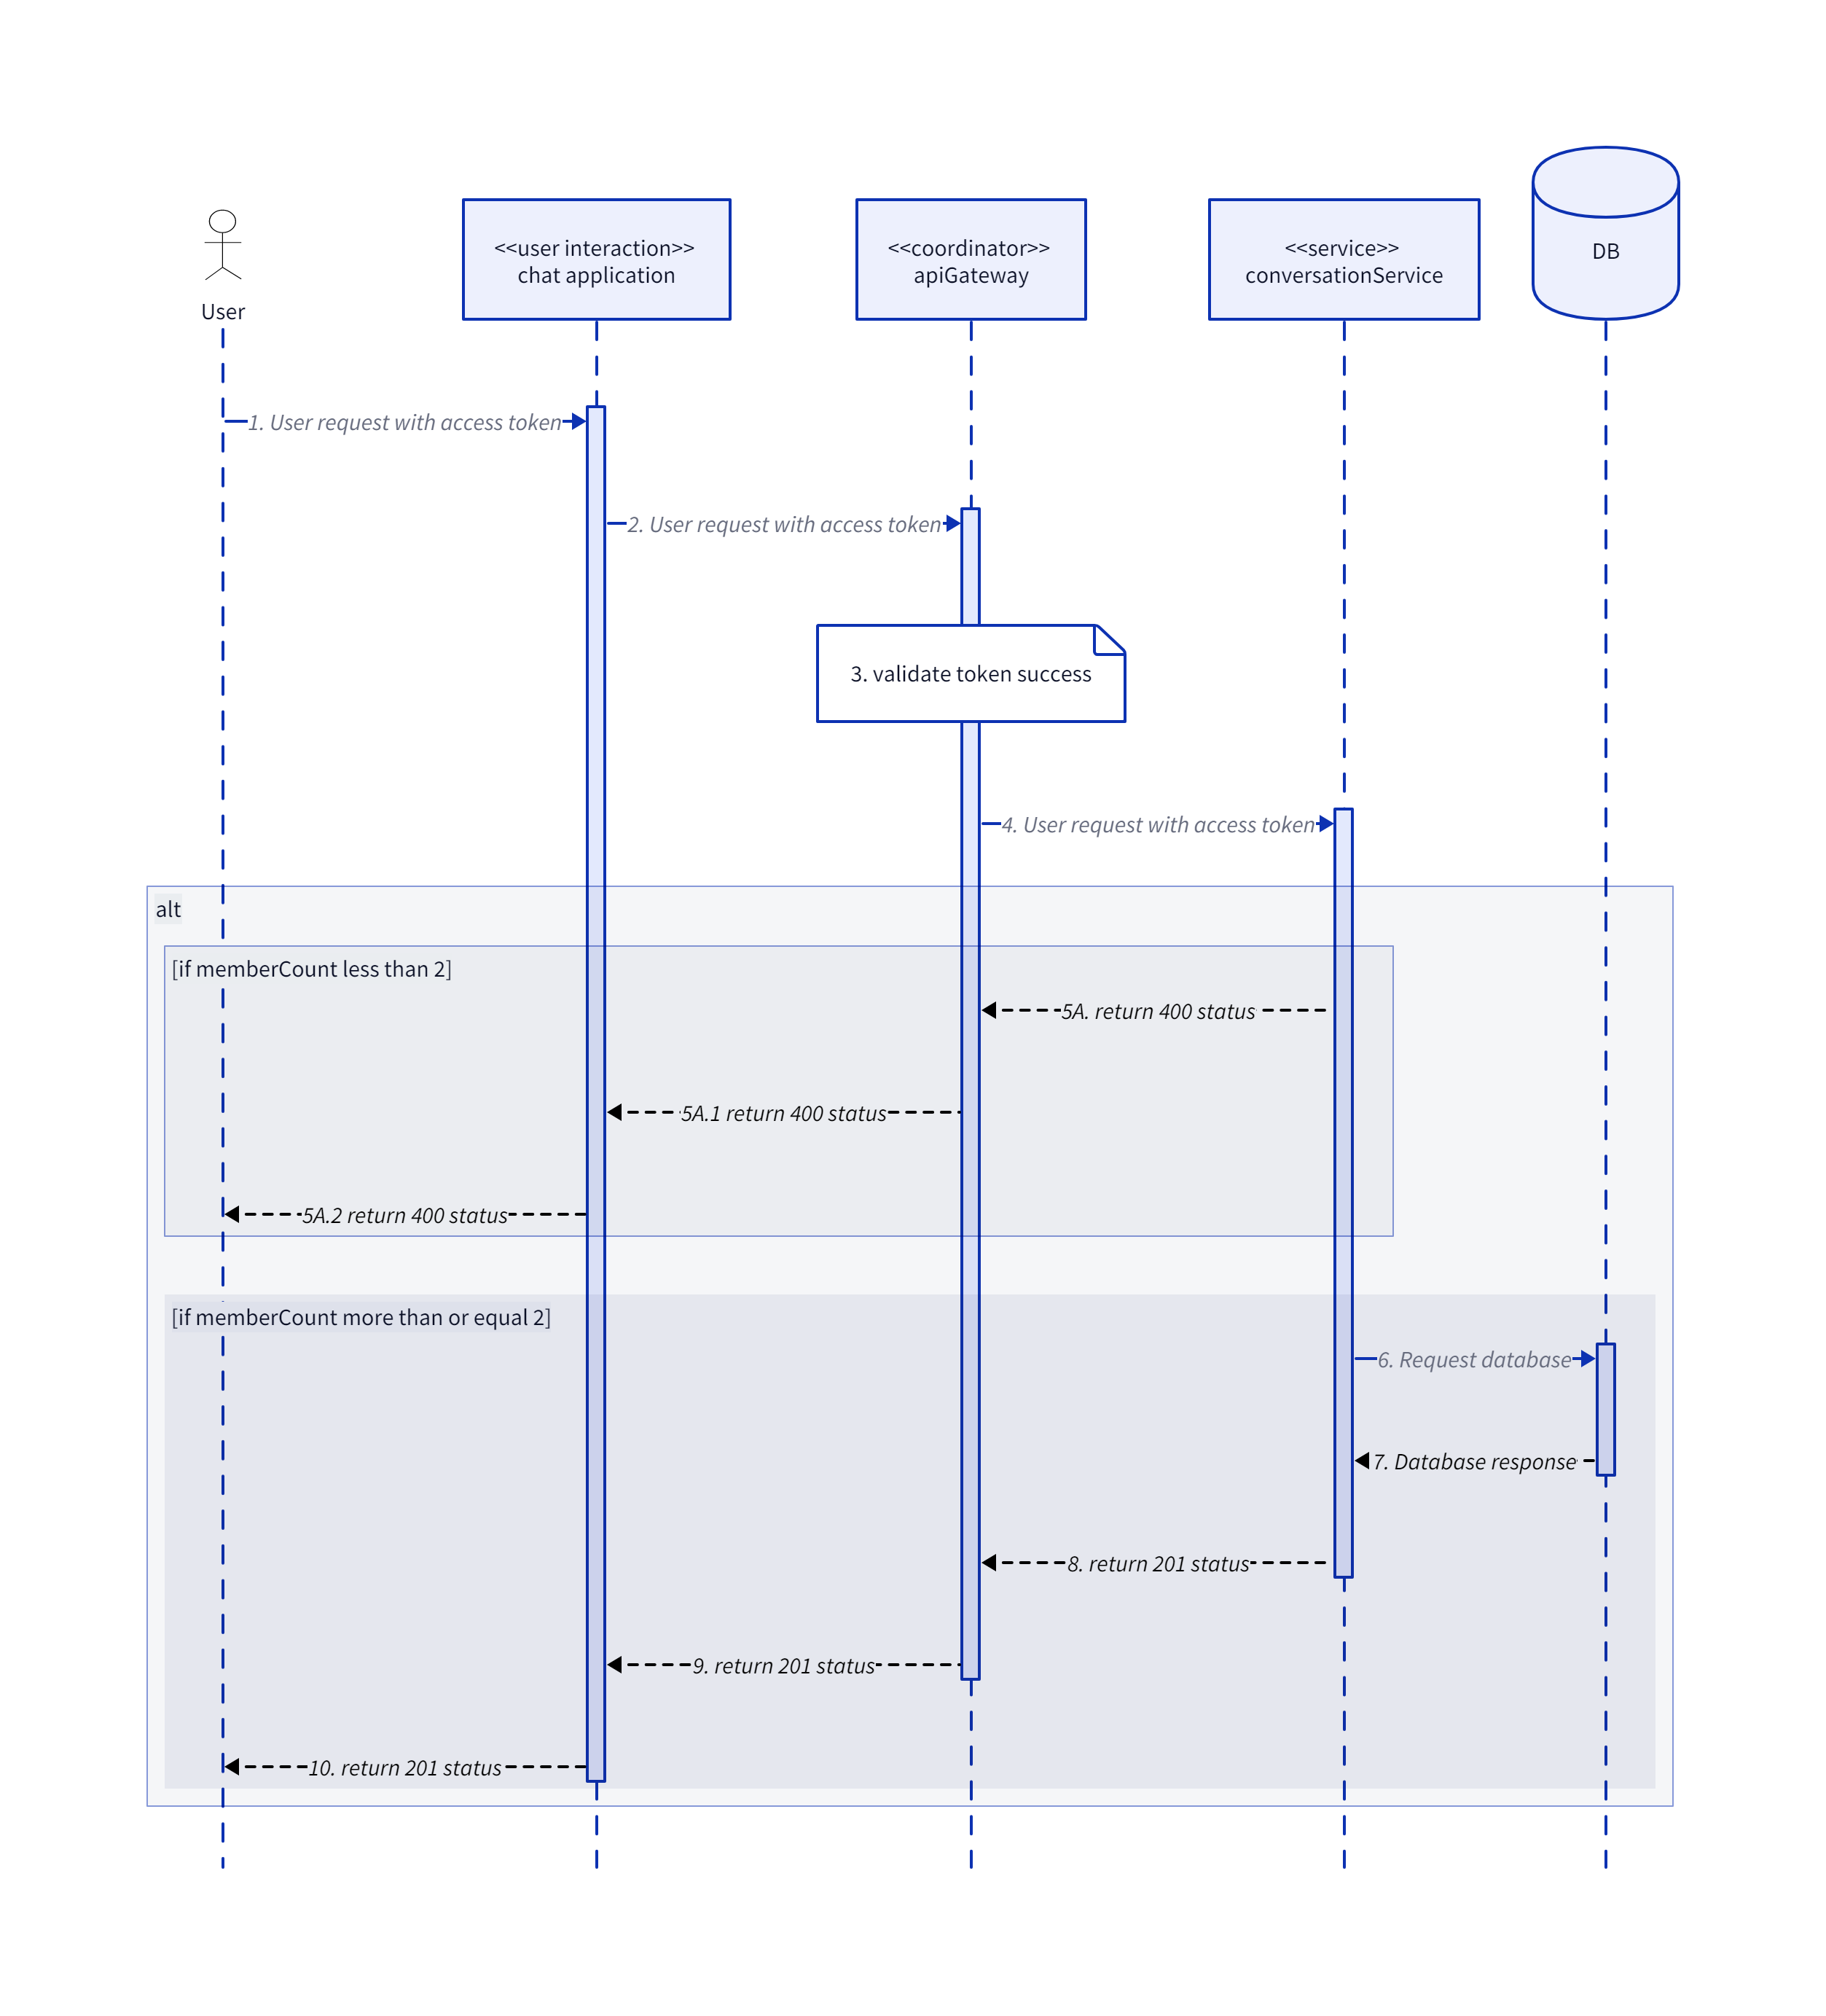 User
<<user interaction>>
chat application
<<coordinator>>
apiGateway
<<service>>
conversationService
DB
1. User request with access token
2. User request with access token
3. validate token success
4. User request with access token
alt
[if memberCount less than 2]
5A. return 400 status
5A.1 return 400 status
5A.2 return 400 status
[if memberCount more than or equal 2]
6. Request database
7. Database response
8. return 201 status
9. return 201 status
10. return 201 status